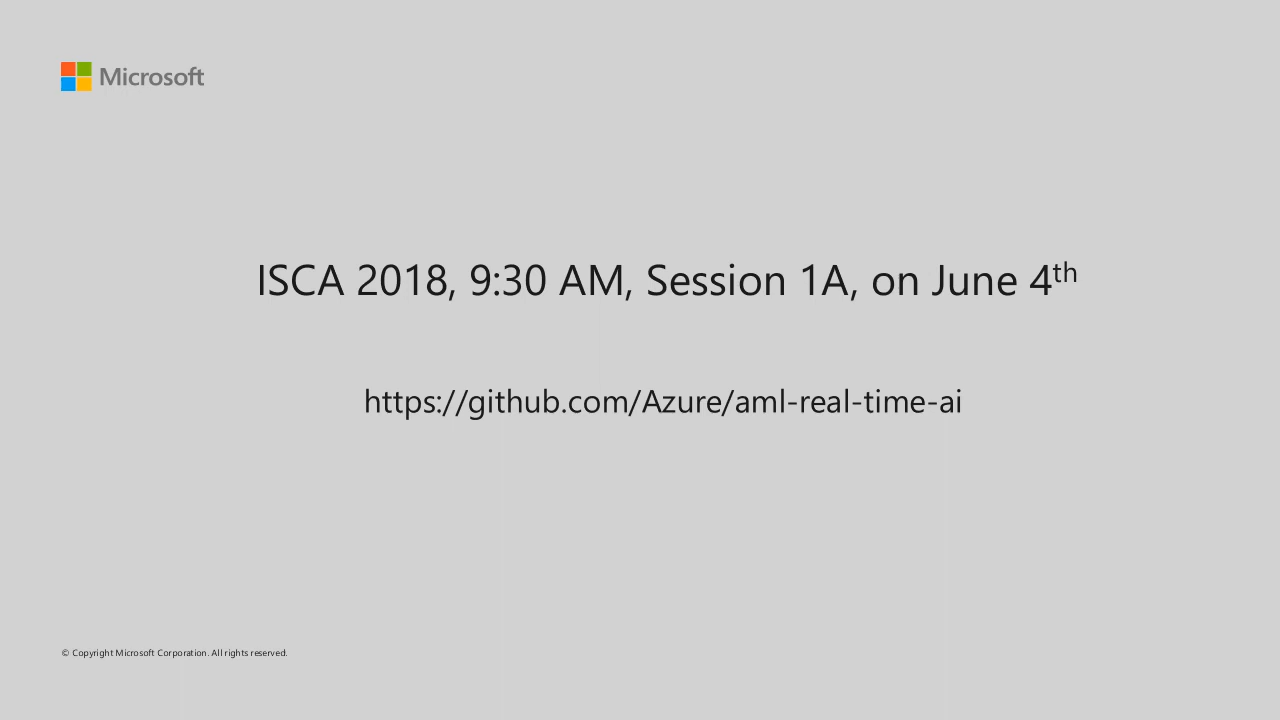 Microsoft
ISCA 2018, 9:30 AM, Session 1A, on June 4th
https://github.com/Azure/aml-real-time-ai
© Copyright Microsoft Corporation. All rights reserved.